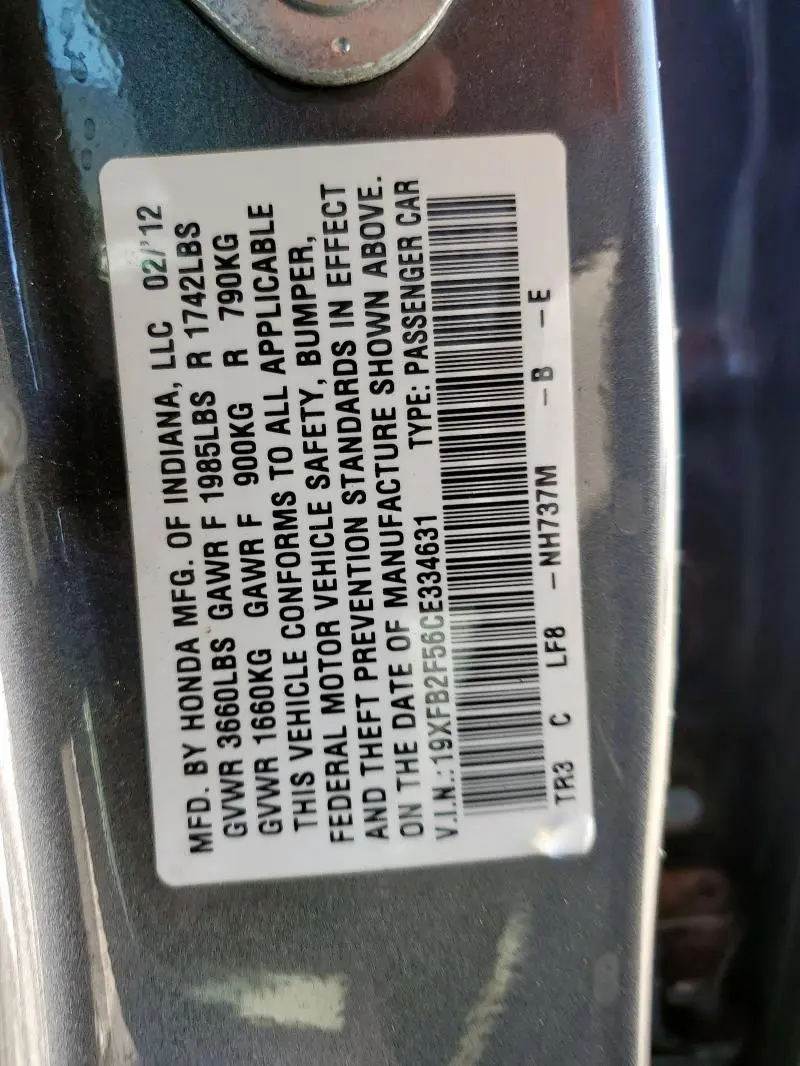 MFD. BY HONDA MFG. OF INDIANA, LLC 02/'12
GVWR 3660LBS GAWR F 1985LBS R 1742LBS
GVWR 1660KG GAWR F 900KG R 790KG
THIS VEHICLE CONFORMS TO ALL APPLICABLE
FEDERAL MOTOR VEHICLE SAFETY, BUMPER,
AND THEFT PREVENTION STANDARDS IN EFFECT
ON THE DATE OF MANUFACTURE SHOWN ABOVE.
V.I.N.:19XFB2F56CE334631 TYPE: PASSENGER CAR
TR3 C LF8 -NH737M -B -E